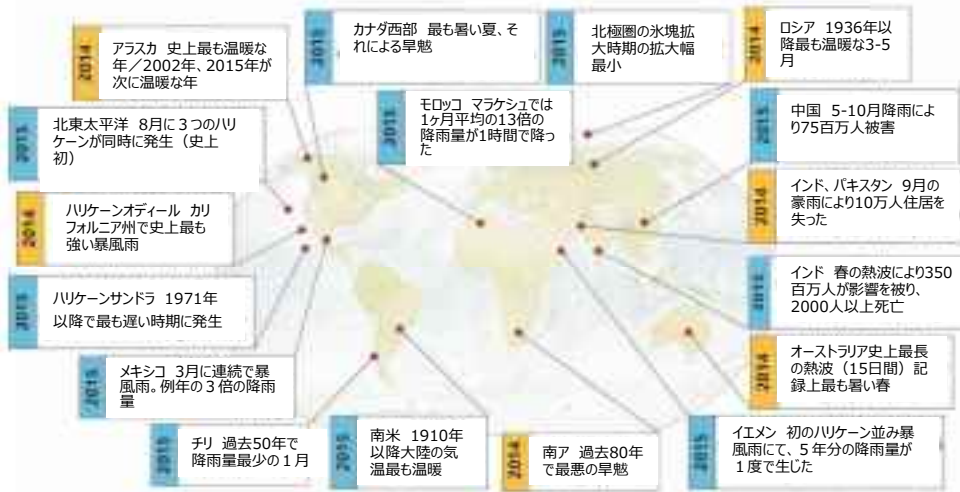 2014
アラスカ 史上最も温暖な
年／2002年、2015年が
次に温暖な年
2015
カナダ西部 最も暑い夏、そ
れによる旱魃
2015
北極圏の氷塊拡
大時期の拡大幅
最小
2014
ロシア 1936年以
降最も温暖な3-5
月
2015
北東太平洋 8月に３つのハリ
ケーンが同時に発生（史上
初）
2015
モロッコ マラケシュでは
1ヶ月平均の13倍の
降雨量が1時間で降っ
た
2015
中国 5-10月降雨によ
り75百万人被害
2014
ハリケーンオディール カリ
フォルニア州で史上最も
強い暴風雨
2014
インド、パキスタン 9月の
豪雨により10万人住居を
失った
2015
ハリケーンサンドラ 1971年
以降で最も遅い時期に発生
2015
インド 春の熱波により350
百万人が影響を被り、
2000人以上死亡
2015
メキシコ 3月に連続で暴
風雨。例年の３倍の降雨
量
2014
オーストラリア史上最長
の熱波（15日間）記
録上最も暑い春
2015
チリ 過去50年で
降雨量最少の１月
2015
南米 1910年
以降大陸の気
温最も温暖
2014
南ア 過去80年
で最悪の旱魃
2015
イエメン 初のハリケーン並み暴
風雨にて、５年分の降雨量が
１度で生じた